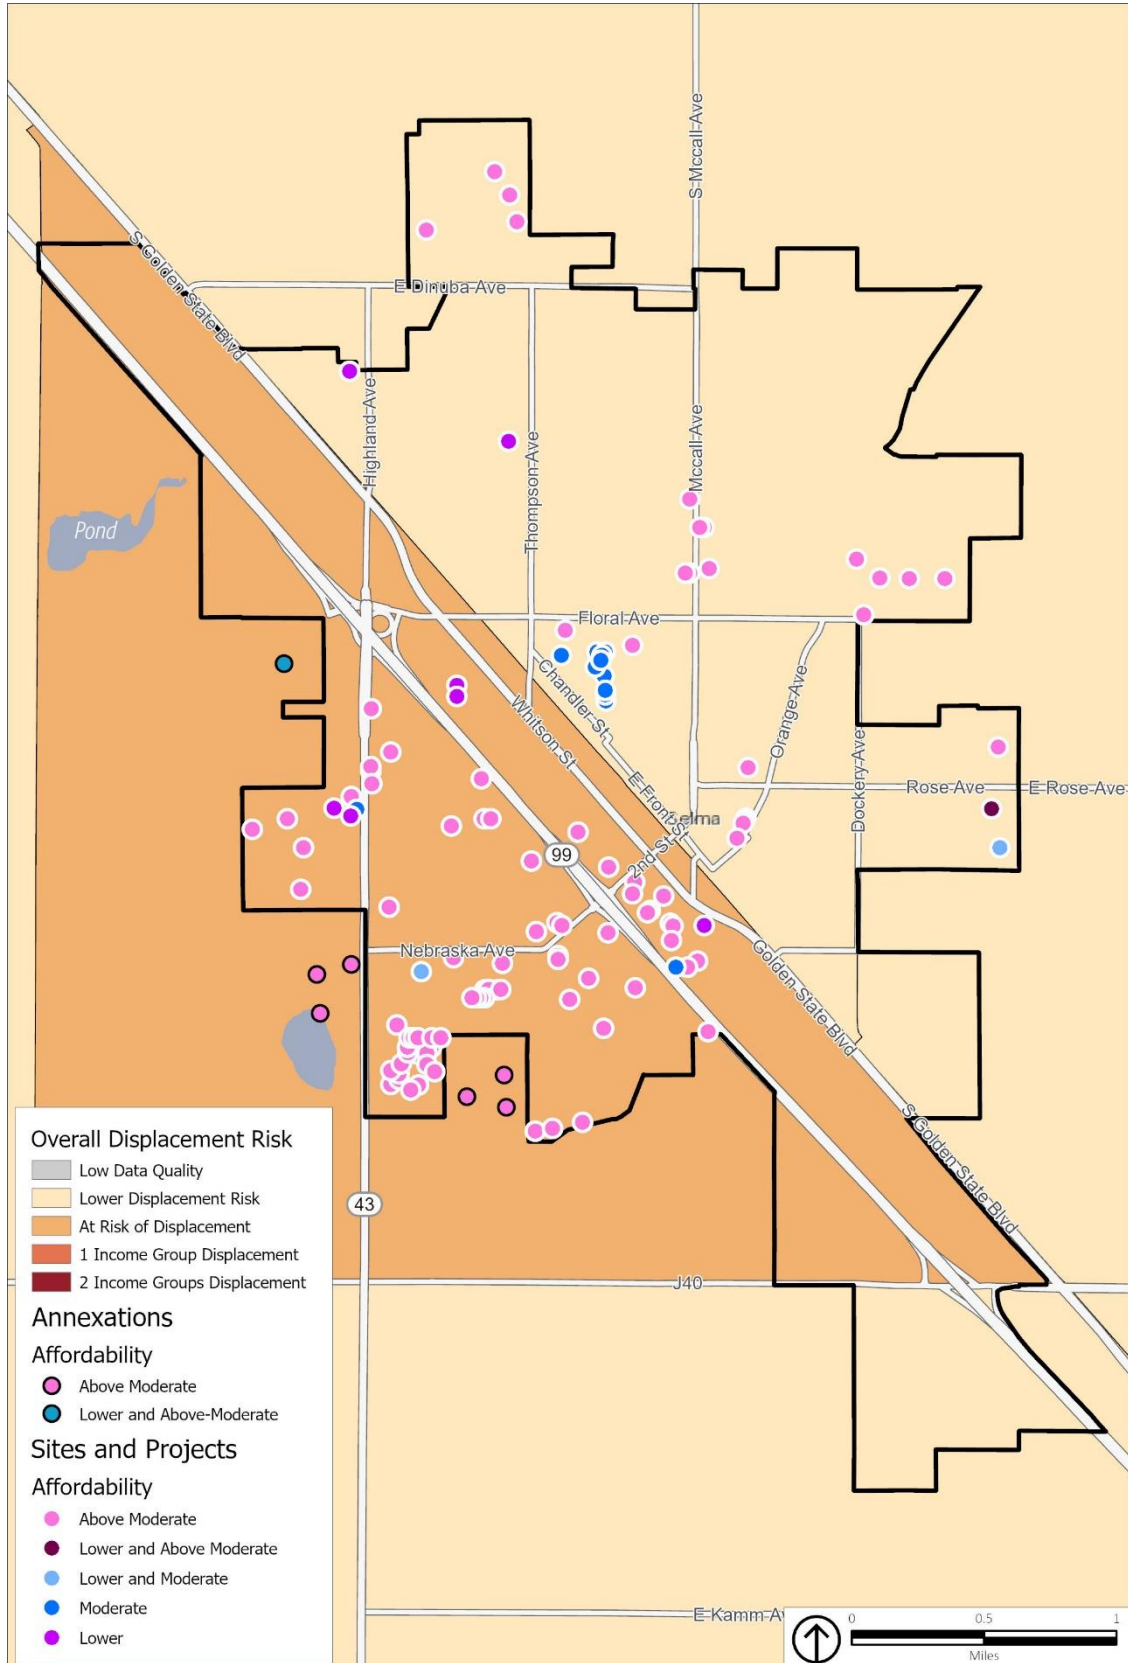 S Mccall Ave
S Golden State Blvd
E Dinuba Ave
Highland Ave
Thompson Ave
Mccall Ave
Pond
Floral Ave
Chandler St
Whitson St
Orange Ave
Dockery Ave
Rose Ave
E Rose Ave
E Front St
Selma
2nd St
99
Nebraska Ave
Golden State Blvd
S Golden State Blvd
43
J40
E Kamm Av
Overall Displacement Risk
Low Data Quality
Lower Displacement Risk
At Risk of Displacement
1 Income Group Displacement
2 Income Groups Displacement
Annexations
Affordability
Above Moderate
Lower and Above-Moderate
Sites and Projects
Affordability
Above Moderate
Lower and Above Moderate
Lower and Moderate
Moderate
Lower
0 0.5 1
Miles